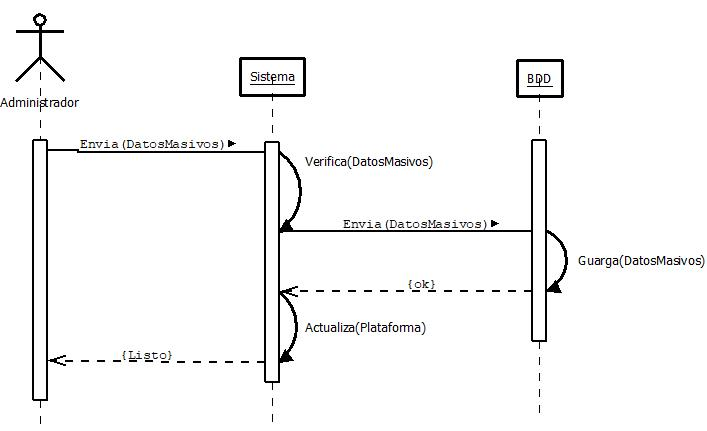 Sistema
BDD
Administrador
Envia(DatosMasivos)
Verifica(DatosMasivos)
Envia(DatosMasivos)
Guarga(DatosMasivos)
{ok}
Actualiza(Plataforma)
{Listo}